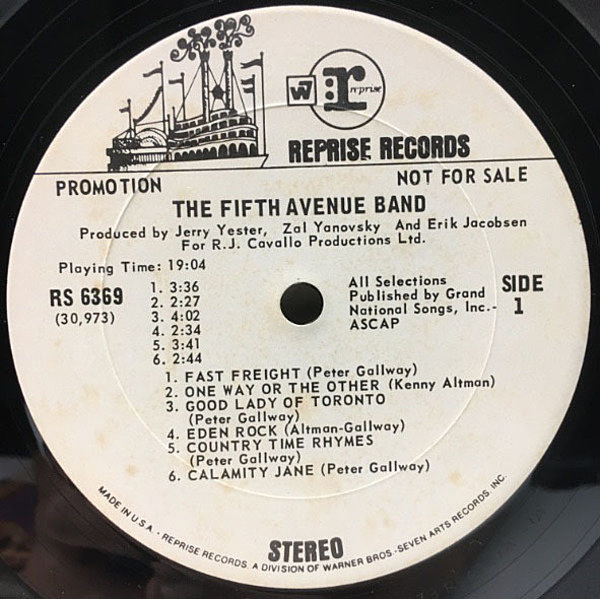 W7 r: reprise
REPRISE RECORDS
PROMOTION NOT FOR SALE
THE FIFTH AVENUE BAND
Produced by Jerry Yester, Zal Yanovsky And Erik Jacobsen
For R.J. Cavallo Productions Ltd.
Playing Time: 19:04
RS 6369
(30,973)
1. 3:36
2. 2:27
3. 4:02
4. 2:34
5. 3:41
6. 2:44
All Selections
Published by Grand
National Songs, Inc.-
ASCAP
SIDE
1
1. FAST FREIGHT (Peter Gallway)
2. ONE WAY OR THE OTHER (Kenny Altman)
3. GOOD LADY OF TORONTO
(Peter Gallway)
4. EDEN ROCK (Altman-Gallway)
5. COUNTRY TIME RHYMES
(Peter Gallway)
6. CALAMITY JANE (Peter Gallway)
STEREO
MADE IN U.S.A. - REPRISE RECORDS, A DIVISION OF WARNER BROS.-SEVEN ARTS RECORDS, INC.